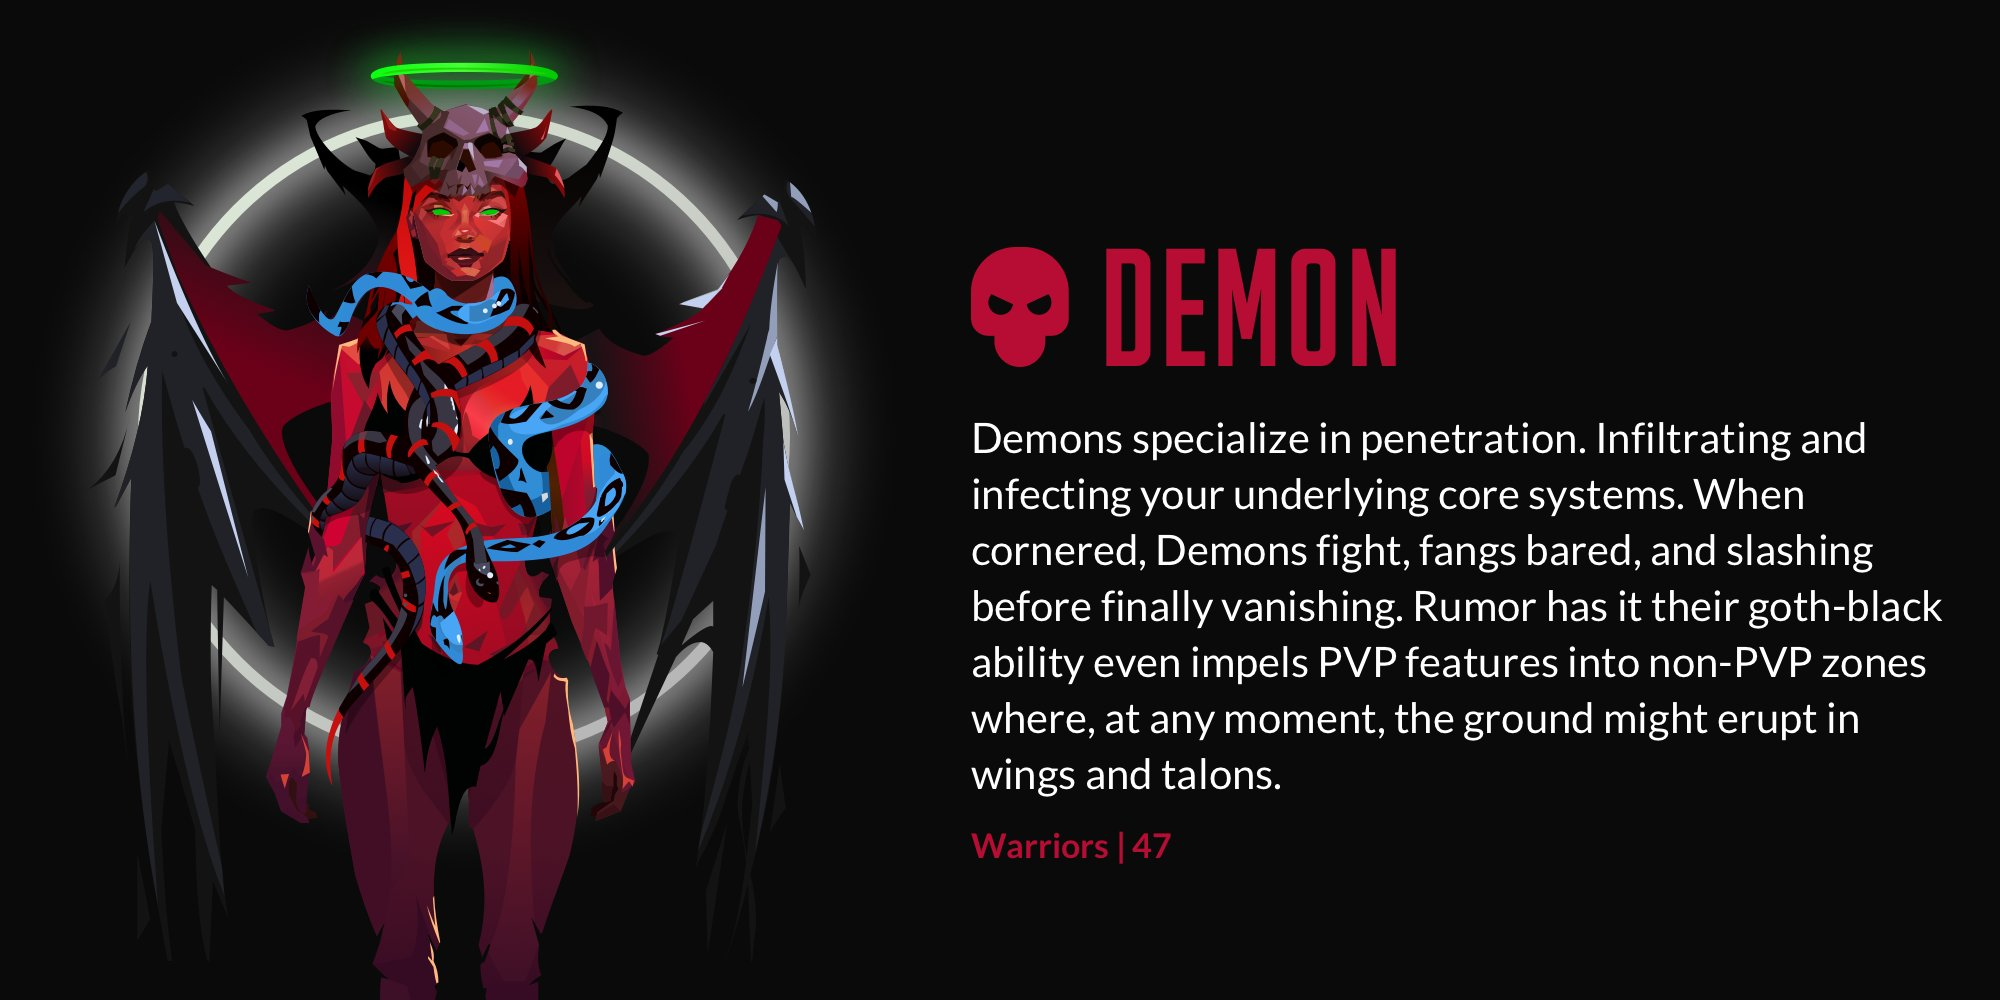 DEMON
Demons specialize in penetration. Infiltrating and
infecting your underlying core systems. When
cornered, Demons fight, fangs bared, and slashing
before finally vanishing. Rumor has it their goth-black
ability even impels PVP features into non-PVP zones
where, at any moment, the ground might erupt in
wings and talons.
Warriors | 47